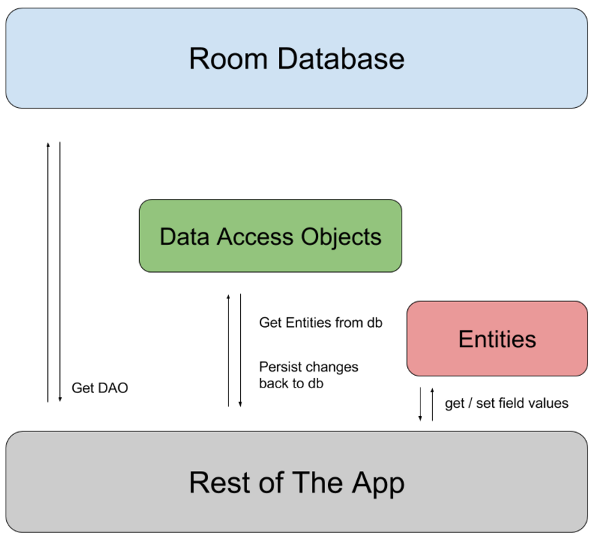 Room Database
Data Access Objects
Get Entities from db
Persist changes
back to db
Entities
Get DAO
get / set field values
Rest of The App